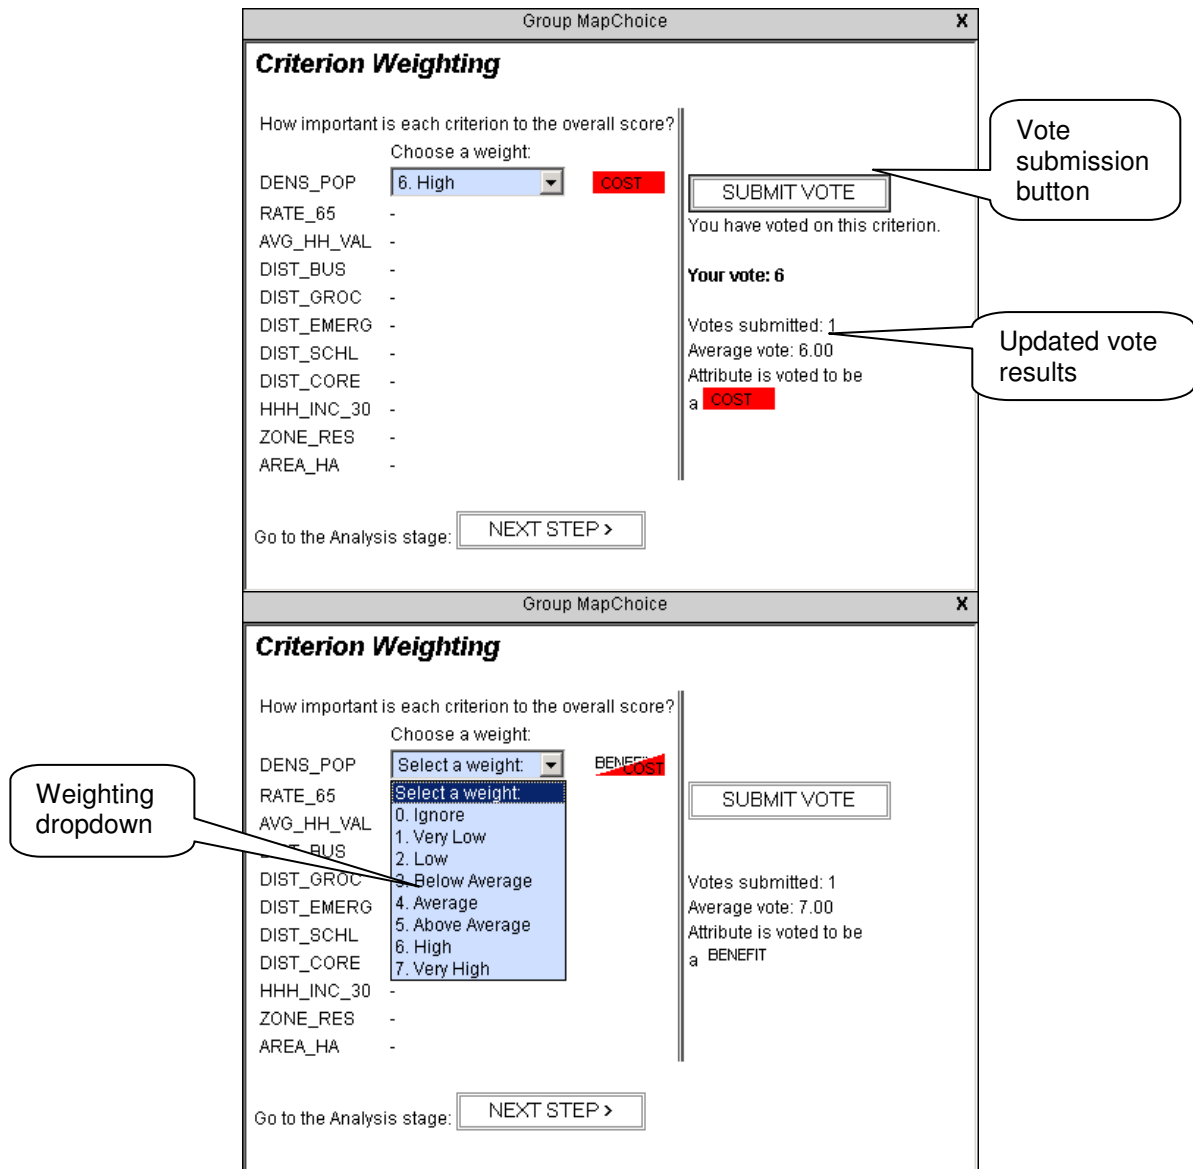 Group MapChoice X
Criterion Weighting
How important is each criterion to the overall score?
Choose a weight:
DENS_POP 6. High COST
RATE_65 -
AVG_HH_VAL -
DIST_BUS -
DIST_GROC -
DIST_EMERG -
DIST_SCHL -
DIST_CORE -
HHH_INC_30 -
ZONE_RES -
AREA_HA -
SUBMIT VOTE
You have voted on this criterion.
Your vote: 6
Votes submitted: 1
Average vote: 6.00
Attribute is voted to be
a COST
Go to the Analysis stage: NEXT STEP >
Vote
submission
button
Updated vote
results
Group MapChoice X
Criterion Weighting
How important is each criterion to the overall score?
Choose a weight:
DENS_POP Select a weight: BENEFIT COST
RATE_65
AVG_HH_VAL
DIST_BUS
DIST_GROC
DIST_EMERG
DIST_SCHL
DIST_CORE
HHH_INC_30 -
ZONE_RES -
AREA_HA -
Select a weight:
0. Ignore
1. Very Low
2. Low
3. Below Average
4. Average
5. Above Average
6. High
7. Very High
SUBMIT VOTE
Votes submitted: 1
Average vote: 7.00
Attribute is voted to be
a BENEFIT
Go to the Analysis stage: NEXT STEP >
Weighting
dropdown